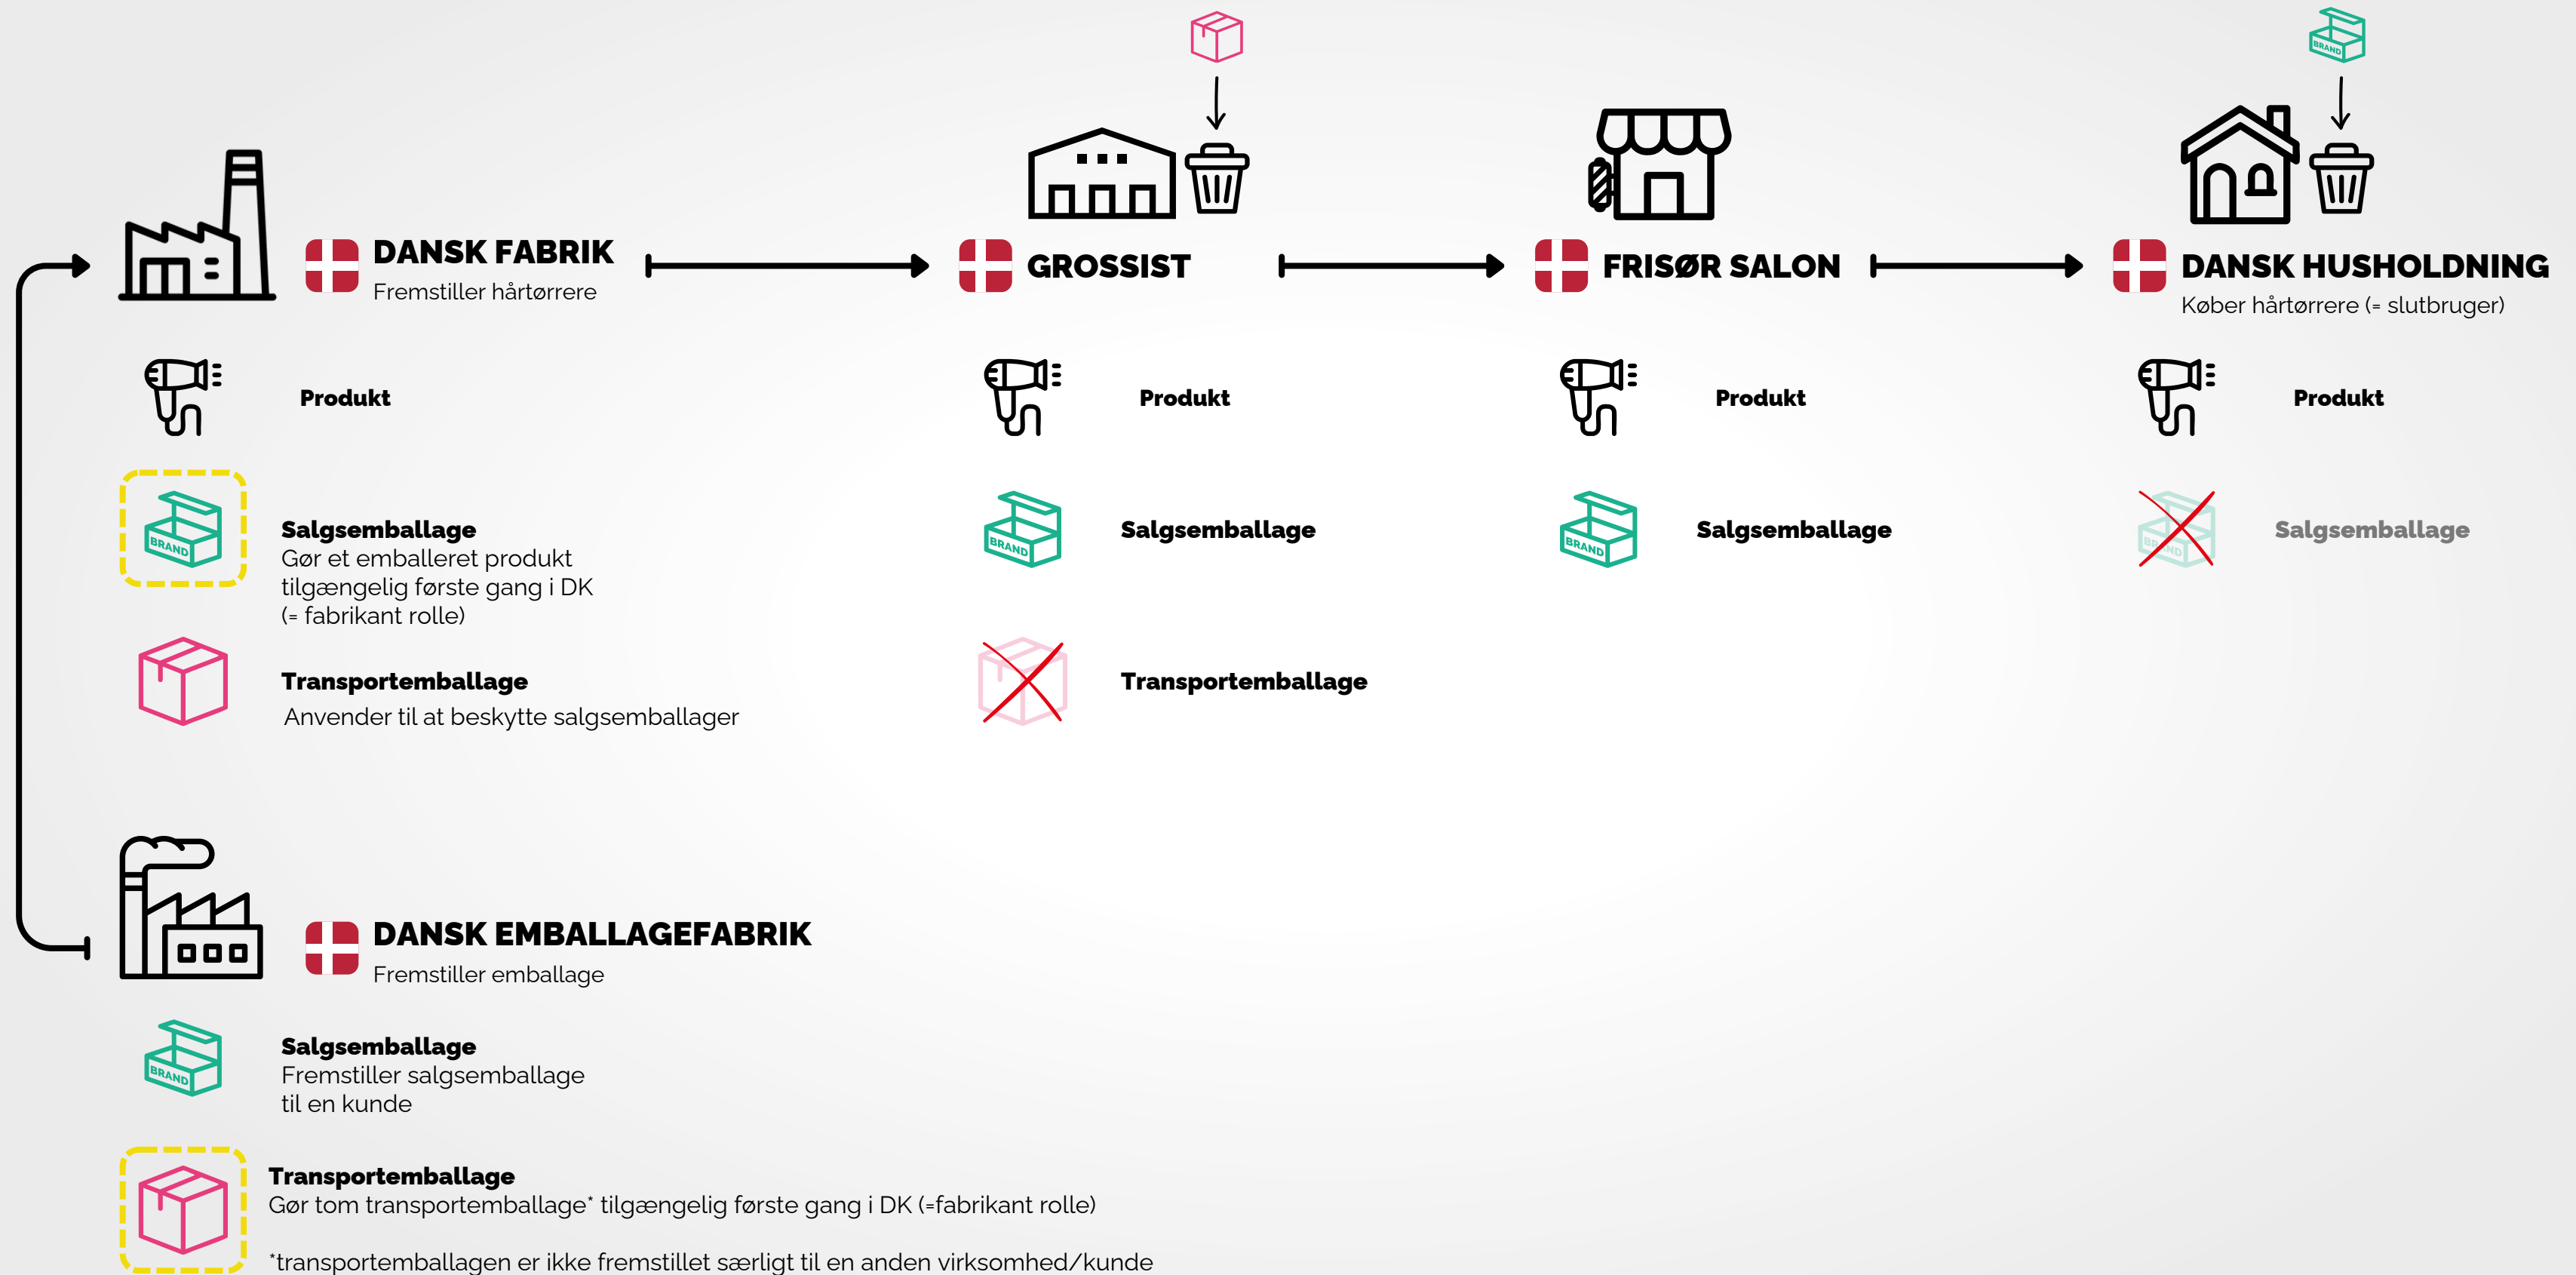 DANSK FABRIK
Fremstiller hårtørrere
GROSSIST
FRISØR SALON
DANSK HUSHOLDNING
Køber hårtørrere (= slutbruger)
Produkt
Produkt
Produkt
Produkt
BRAND
Salgsemballage
Gør et emballeret produkt
tilgængelig første gang i DK
(= fabrikant rolle)
BRAND
Salgsemballage
BRAND
Salgsemballage
BRAND
Salgsemballage
Transportemballage
Anvender til at beskytte salgsemballager
Transportemballage
BRAND
DANSK EMBALLAGEFABRIK
Fremstiller emballage
BRAND
Salgsemballage
Fremstiller salgsemballage
til en kunde
Transportemballage
Gør tom transportemballage* tilgængelig første gang i DK (=fabrikant rolle)
*transportemballagen er ikke fremstillet særligt til en anden virksomhed/kunde